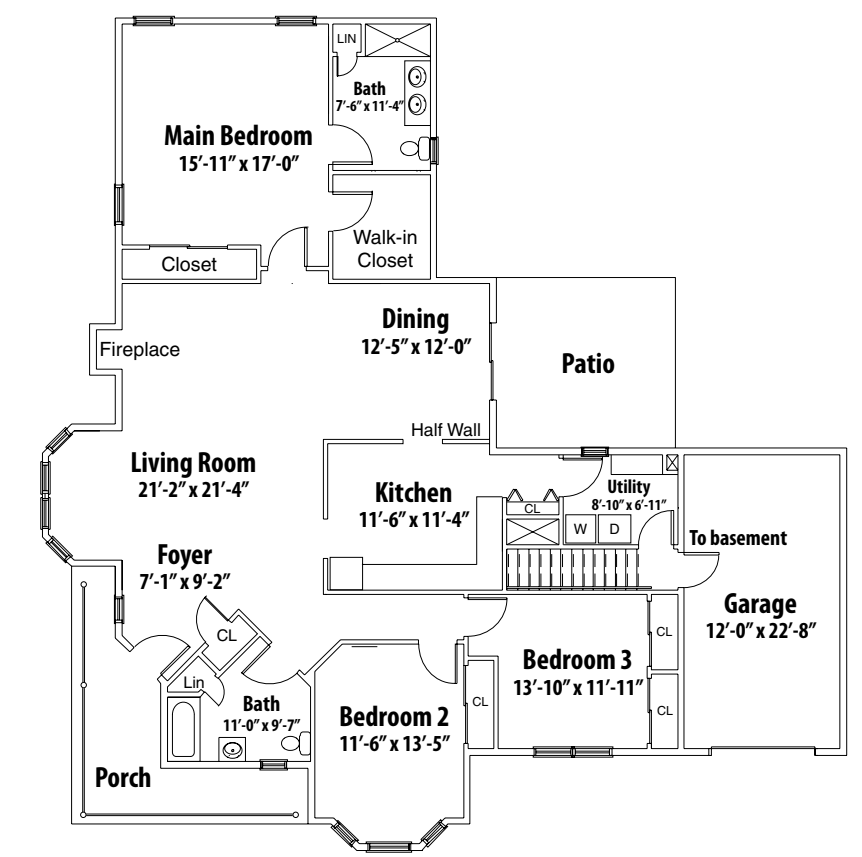 LIN
Bath
7'-6" x 11'-4"
Main Bedroom
15'-11" x 17'-0"
Walk-in
Closet
Closet
Dining
12'-5" x 12'-0"
Fireplace
Patio
Half Wall
Living Room
21'-2" x 21'-4"
Kitchen
11'-6" x 11'-4"
Utility
8'-10" x 6'-11"
CL
W
D
To basement
Foyer
7'-1" x 9'-2"
Garage
12'-0" x 22'-8"
CL
CL
Bedroom 3
13'-10" x 11'-11"
Lin
Bath
11'-0" x 9'-7"
CL
CL
Bedroom 2
11'-6" x 13'-5"
Porch